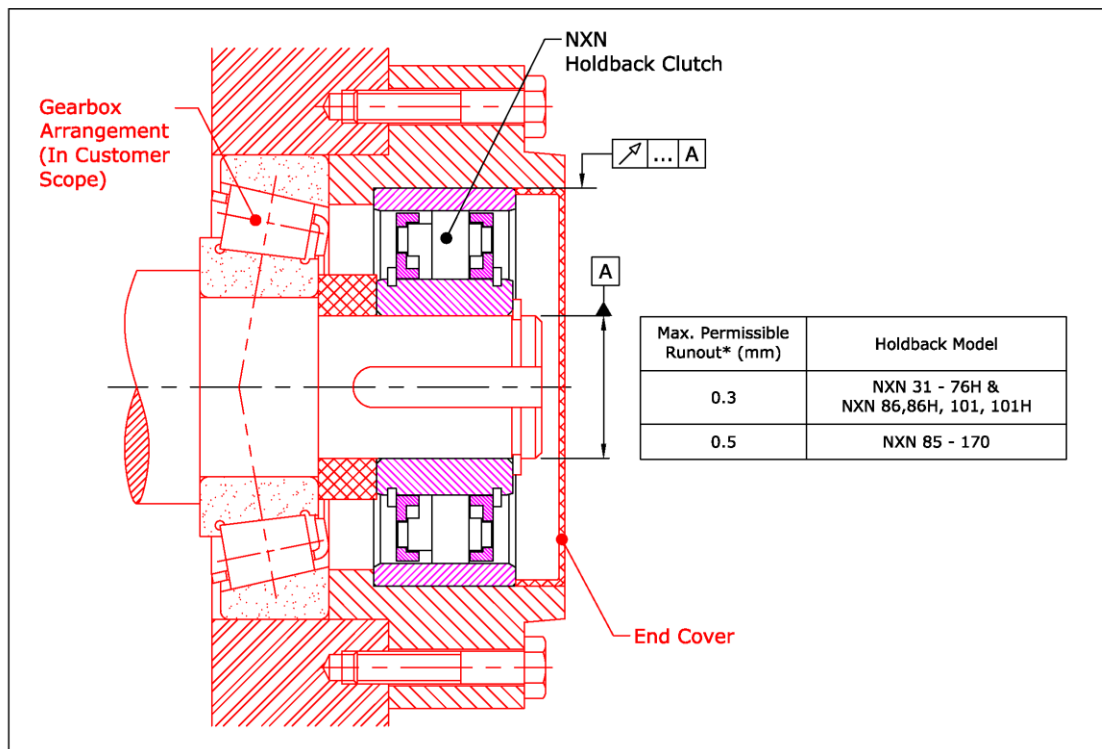 NXN
Holdback Clutch
Gearbox
Arrangement
(In Customer
Scope)
... A
A
Max. Permissible
Runout* (mm)
Holdback Model
0.3
NXN 31 - 76H &
NXN 86,86H, 101, 101H
0.5
NXN 85 - 170
End Cover